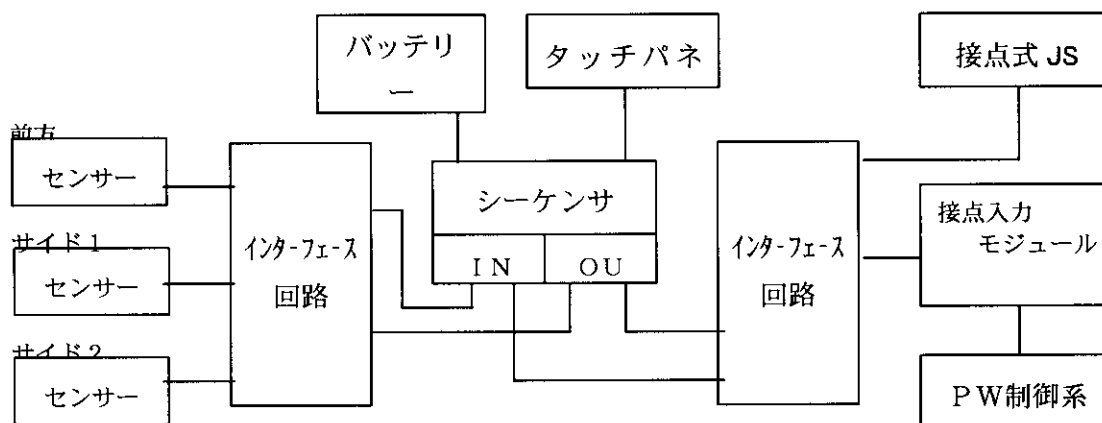 バッテリ
ー
タッチパネ
接点式 JS
前方
センサー
サイド1
センサー
サイド2
センサー
インターフェース
回路
シーケンサ
IN
OU
インターフェース
回路
接点入力
モジュール
PW制御系